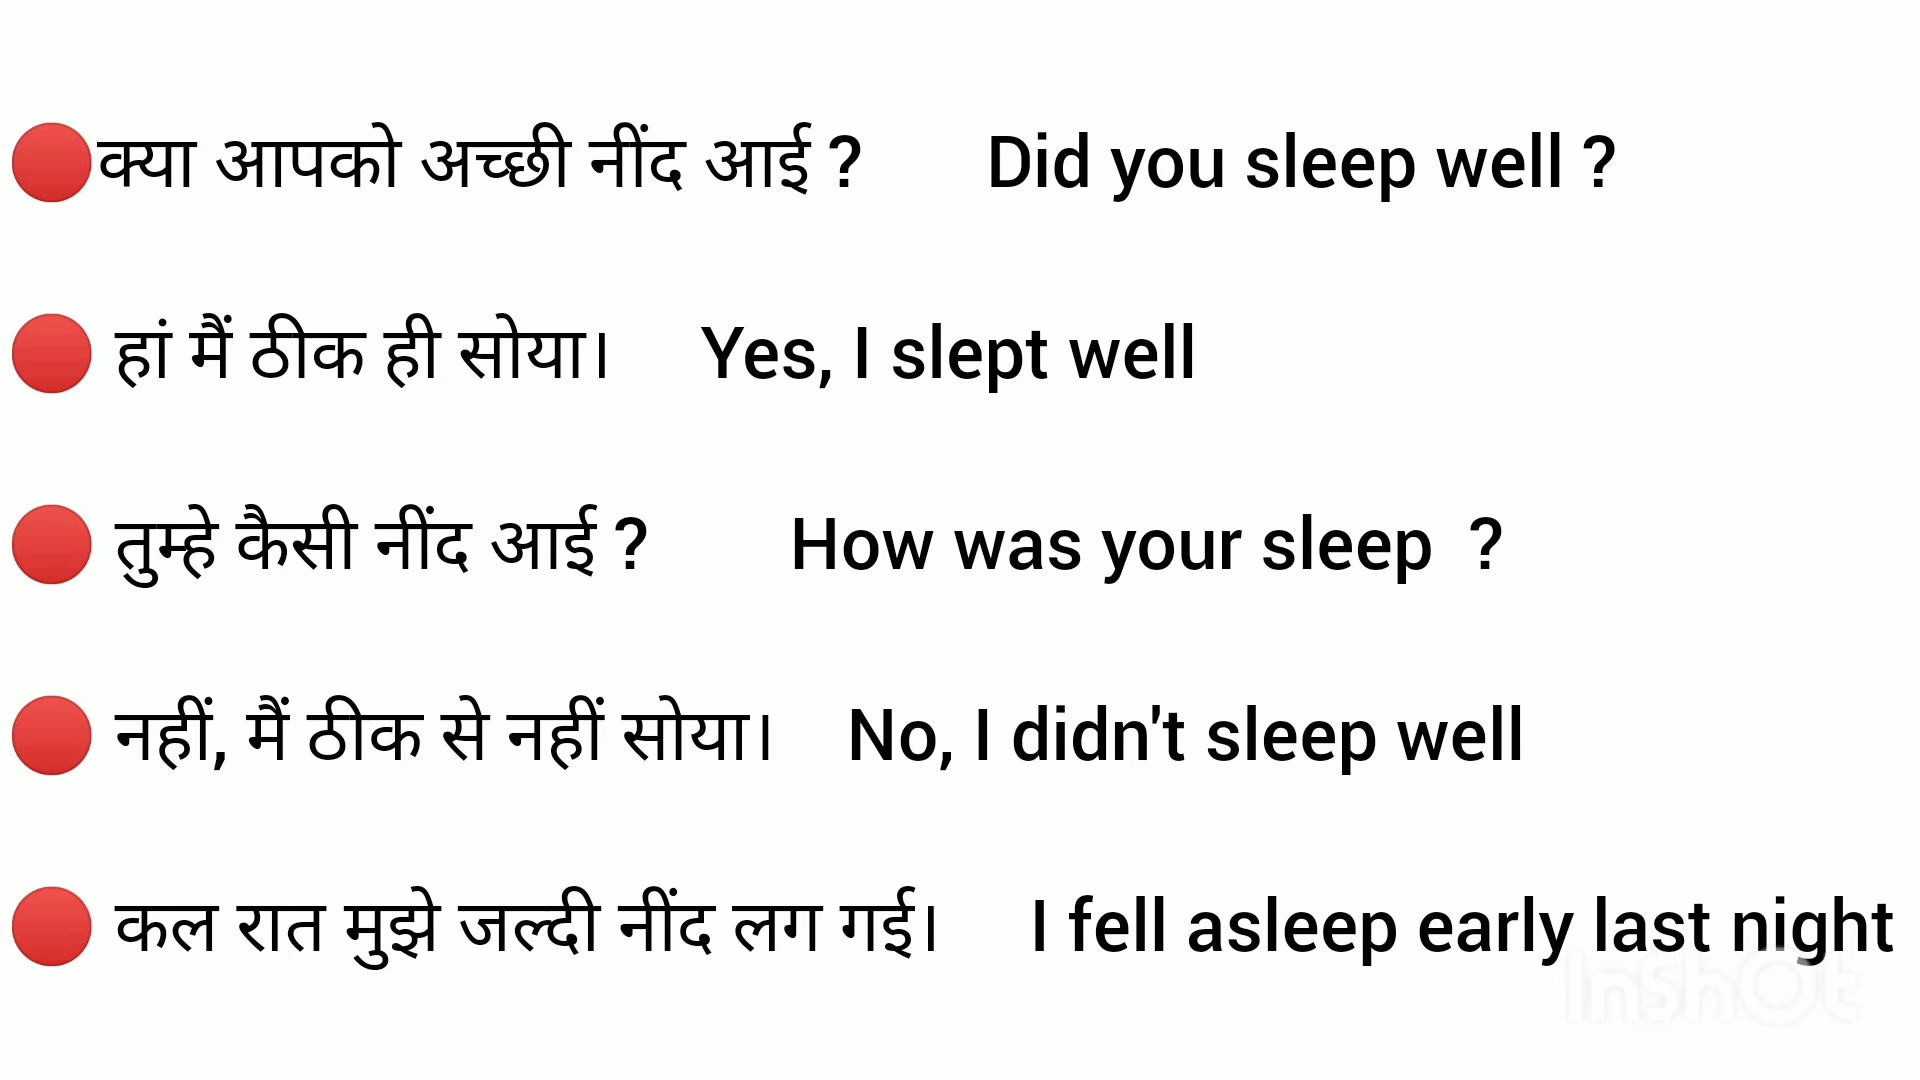 क्या आपको अच्छी नींद आई ? Did you sleep well ?
हां मैं ठीक ही सोया। Yes, I slept well
तुम्हे कैसी नींद आई ? How was your sleep ?
नहीं, मैं ठीक से नहीं सोया। No, I didn't sleep well
कल रात मुझे जल्दी नींद लग गई। I fell asleep early last night
InShOt